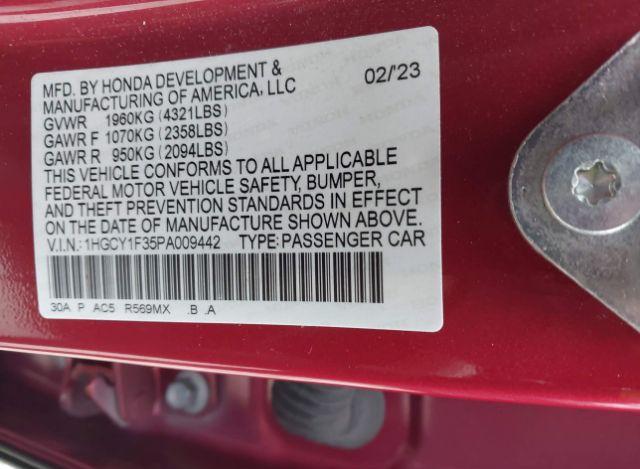 MFD. BY HONDA DEVELOPMENT & 02/'23
MANUFACTURING OF AMERICA, LLC
GVWR 1960KG (4321LBS)
GAWR F 1070KG (2358LBS)
GAWR R 950KG (2094LBS)
THIS VEHICLE CONFORMS TO ALL APPLICABLE
FEDERAL MOTOR VEHICLE SAFETY, BUMPER,
AND THEFT PREVENTION STANDARDS IN EFFECT
ON THE DATE OF MANUFACTURE SHOWN ABOVE.
V.I.N.: 1HGCY1F35PA009442 TYPE: PASSENGER CAR
30A P AC5 R569MX .B .A